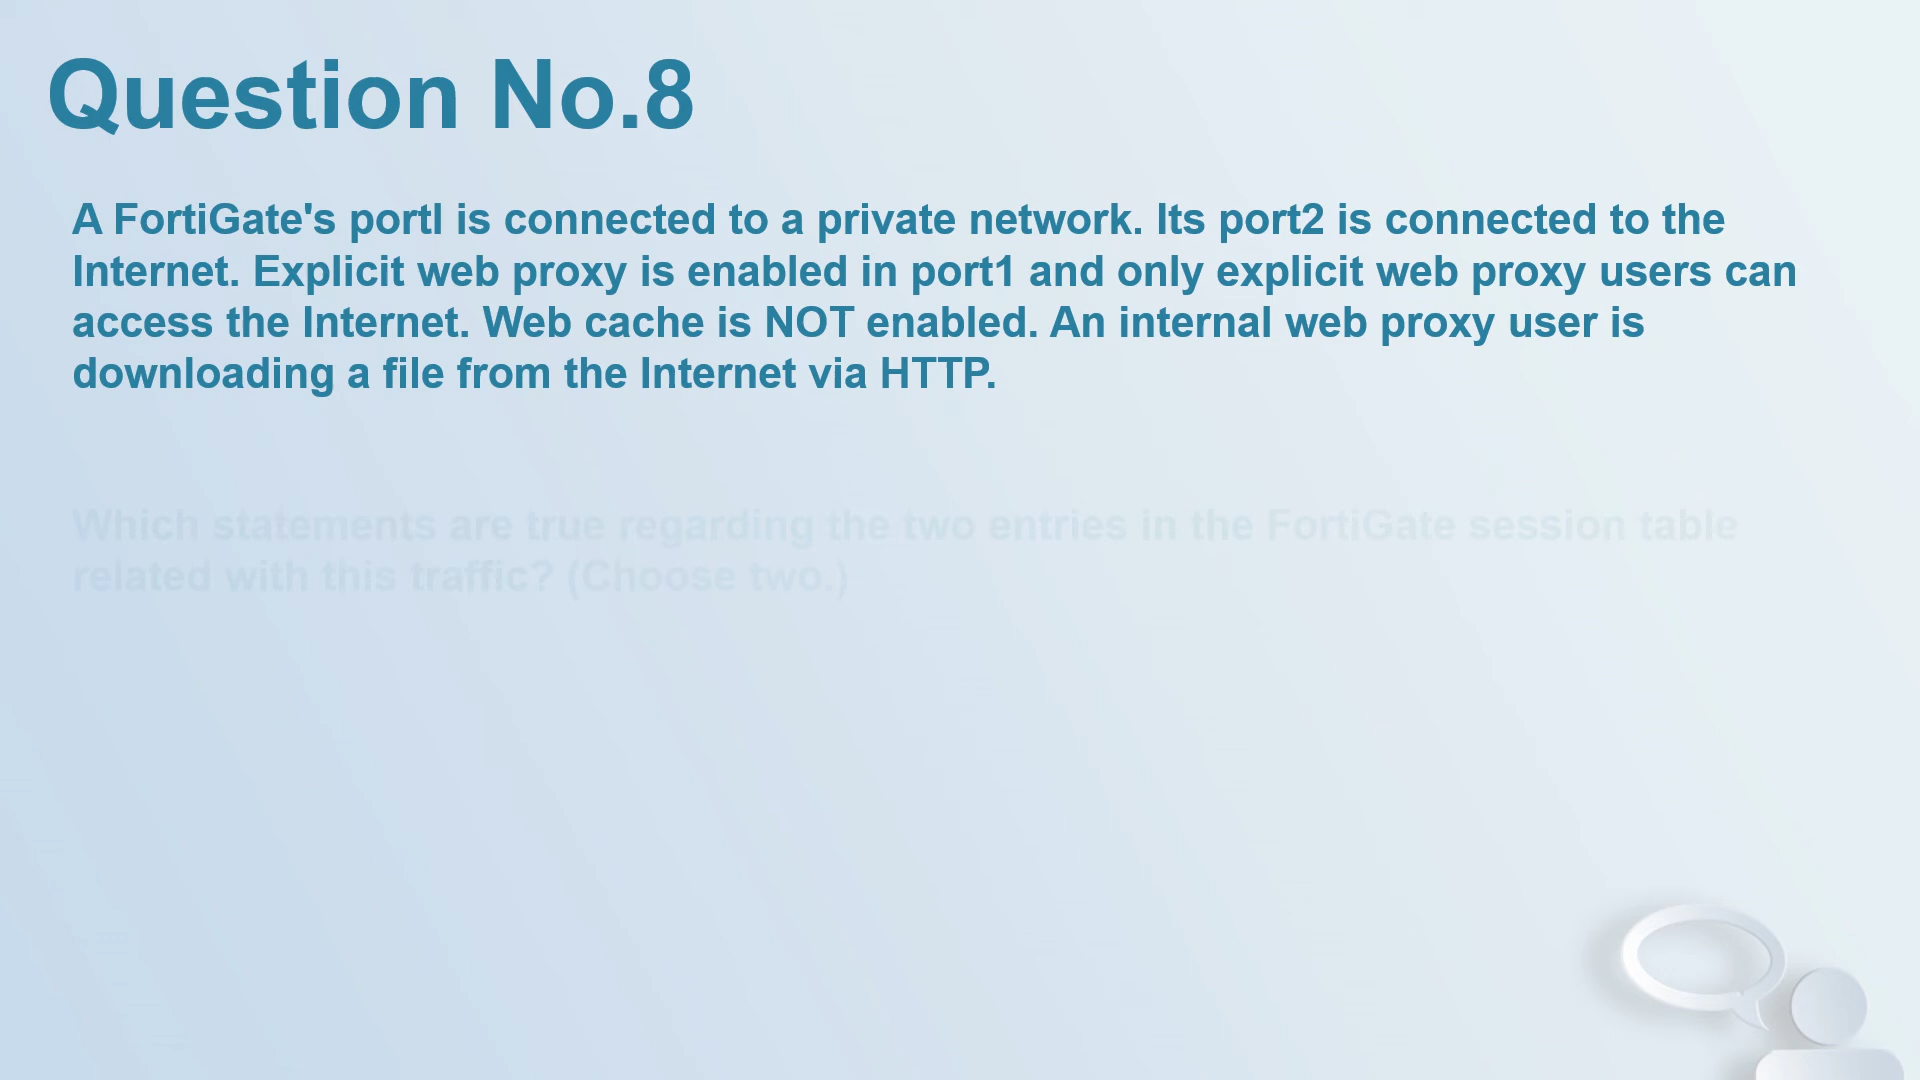 Question No.8
A FortiGate's portl is connected to a private network. Its port2 is connected to the
Internet. Explicit web proxy is enabled in port1 and only explicit web proxy users can
access the Internet. Web cache is NOT enabled. An internal web proxy user is
downloading a file from the Internet via HTTP.
Which statements are true regarding the two entries in the FortiGate session table
related with this traffic? (Choose two.)